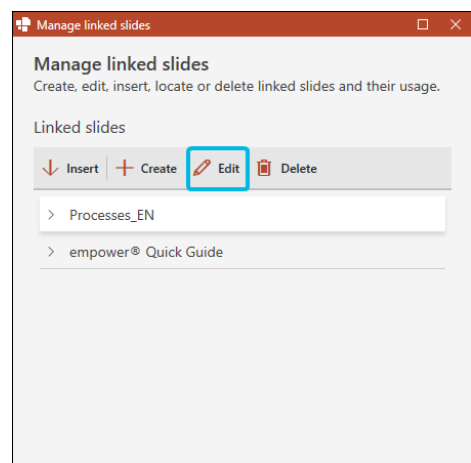 Manage linked slides
Manage linked slides
Create, edit, insert, locate or delete linked slides and their usage.
Linked slides
Insert Create Edit Delete
Processes_EN
empower® Quick Guide